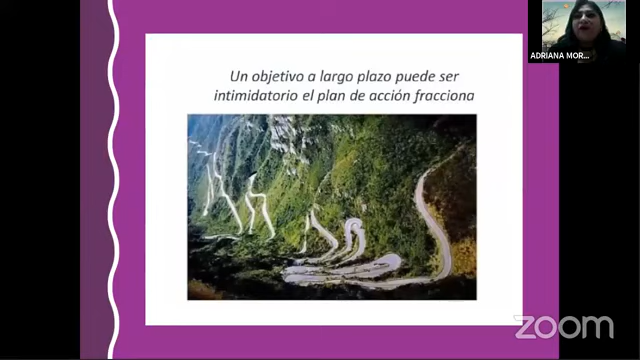 Un objetivo a largo plazo puede ser
intimidatorio el plan de acción fracciona
ADRIANA MOR...
zoom